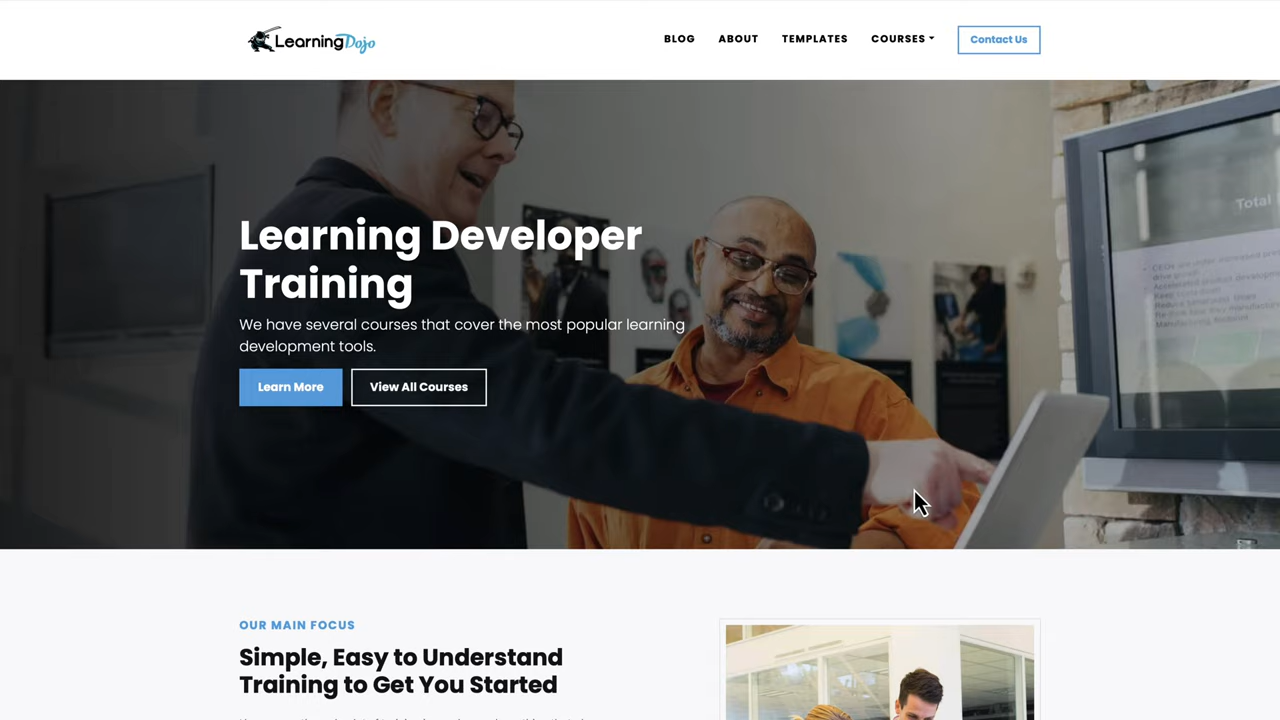 LearningDojo
BLOG
ABOUT
TEMPLATES
COURSES
Contact Us
Total
Learning Developer
Training
We have several courses that cover the most popular learning
development tools.
Learn More
View All Courses
OUR MAIN FOCUS
Simple, Easy to Understand
Training to Get You Started